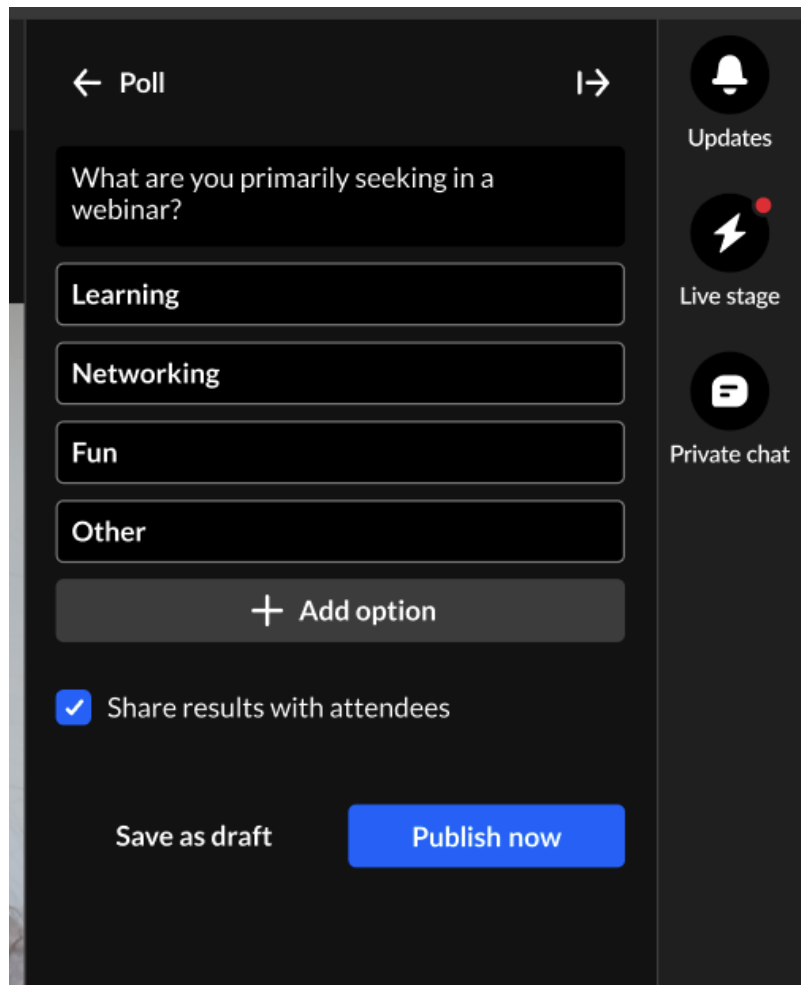 Poll
What are you primarily seeking in a
webinar?
Learning
Networking
Fun
Other
Add option
Share results with attendees
Save as draft
Publish now
Updates
Live stage
Private chat